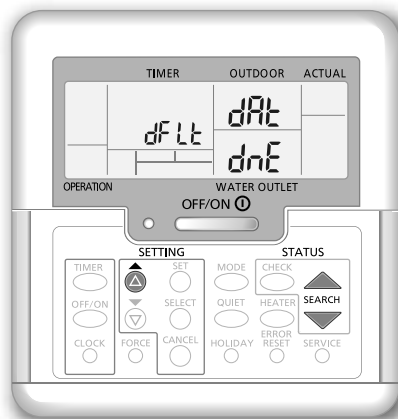 TIMER OUTDOOR ACTUAL
dAt
dFLt
dnE
OPERATION WATER OUTLET
OFF/ON
SETTING STATUS
TIMER SET MODE CHECK
SEARCH
OFF/ON SELECT QUIET HEATER
CLOCK FORCE CANCEL HOLIDAY ERROR RESET SERVICE